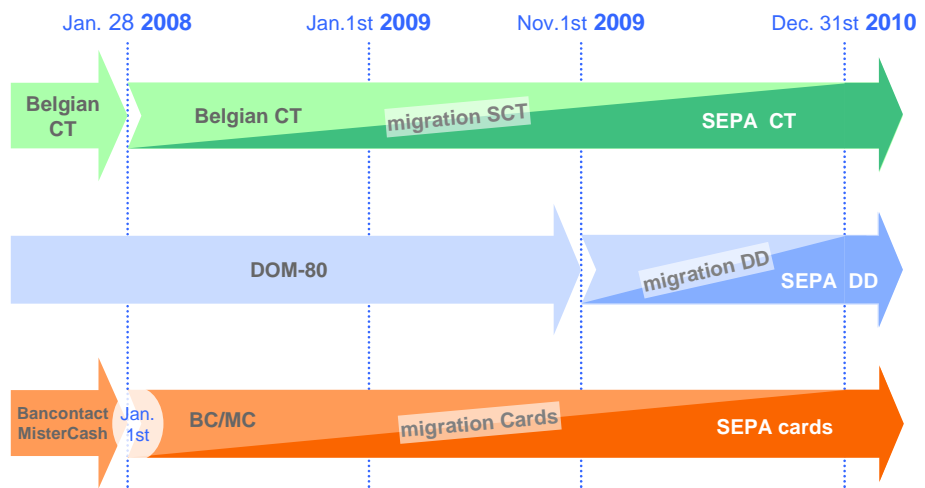 Jan. 28 2008
Jan.1st 2009
Nov.1st 2009
Dec. 31st 2010
Belgian
CT
Belgian CT
migration SCT
SEPA CT
DOM-80
migration DD
SEPA DD
Bancontact
MisterCash
Jan.
1st
BC/MC
migration Cards
SEPA cards